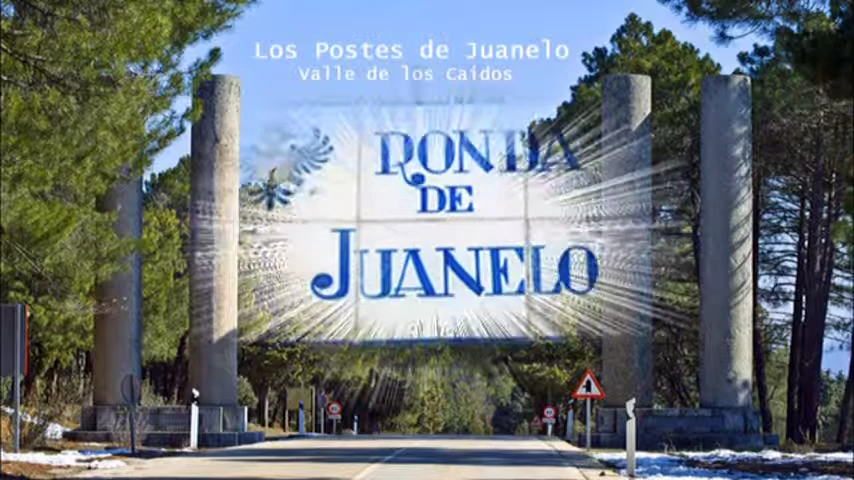 Los Postes de Juanelo
Valle de los Caídos
RONDA
DE
JUANELO